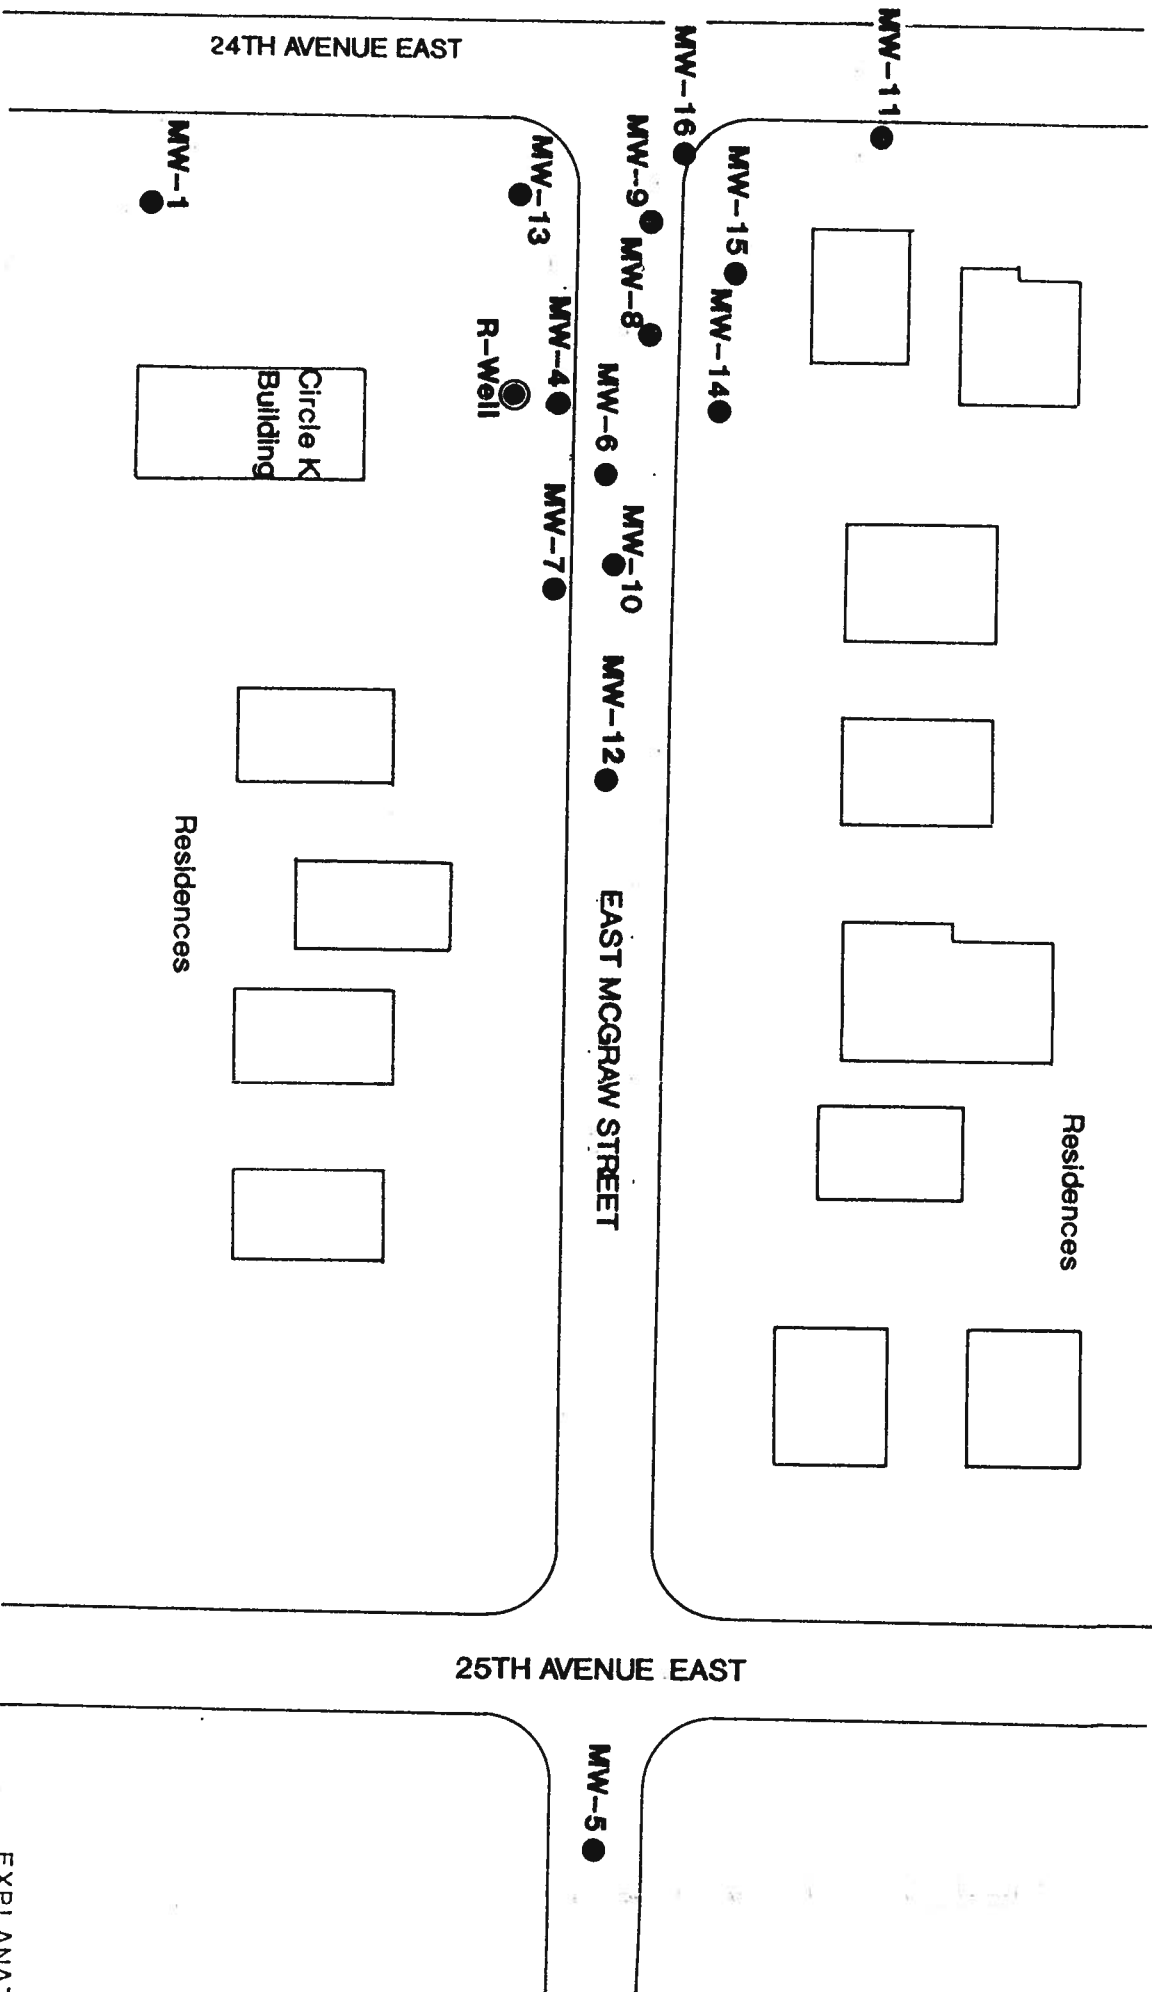 24TH AVENUE EAST
MW-11
MW-16
MW-1
MW-13
MW-9
MW-15
MW-8
MW-14
MW-4
R-Well
MW-6
Circle K
Building
MW-7
MW-10
MW-12
Residences
EAST MCGRAW STREET
Residences
25TH AVENUE EAST
MW-5